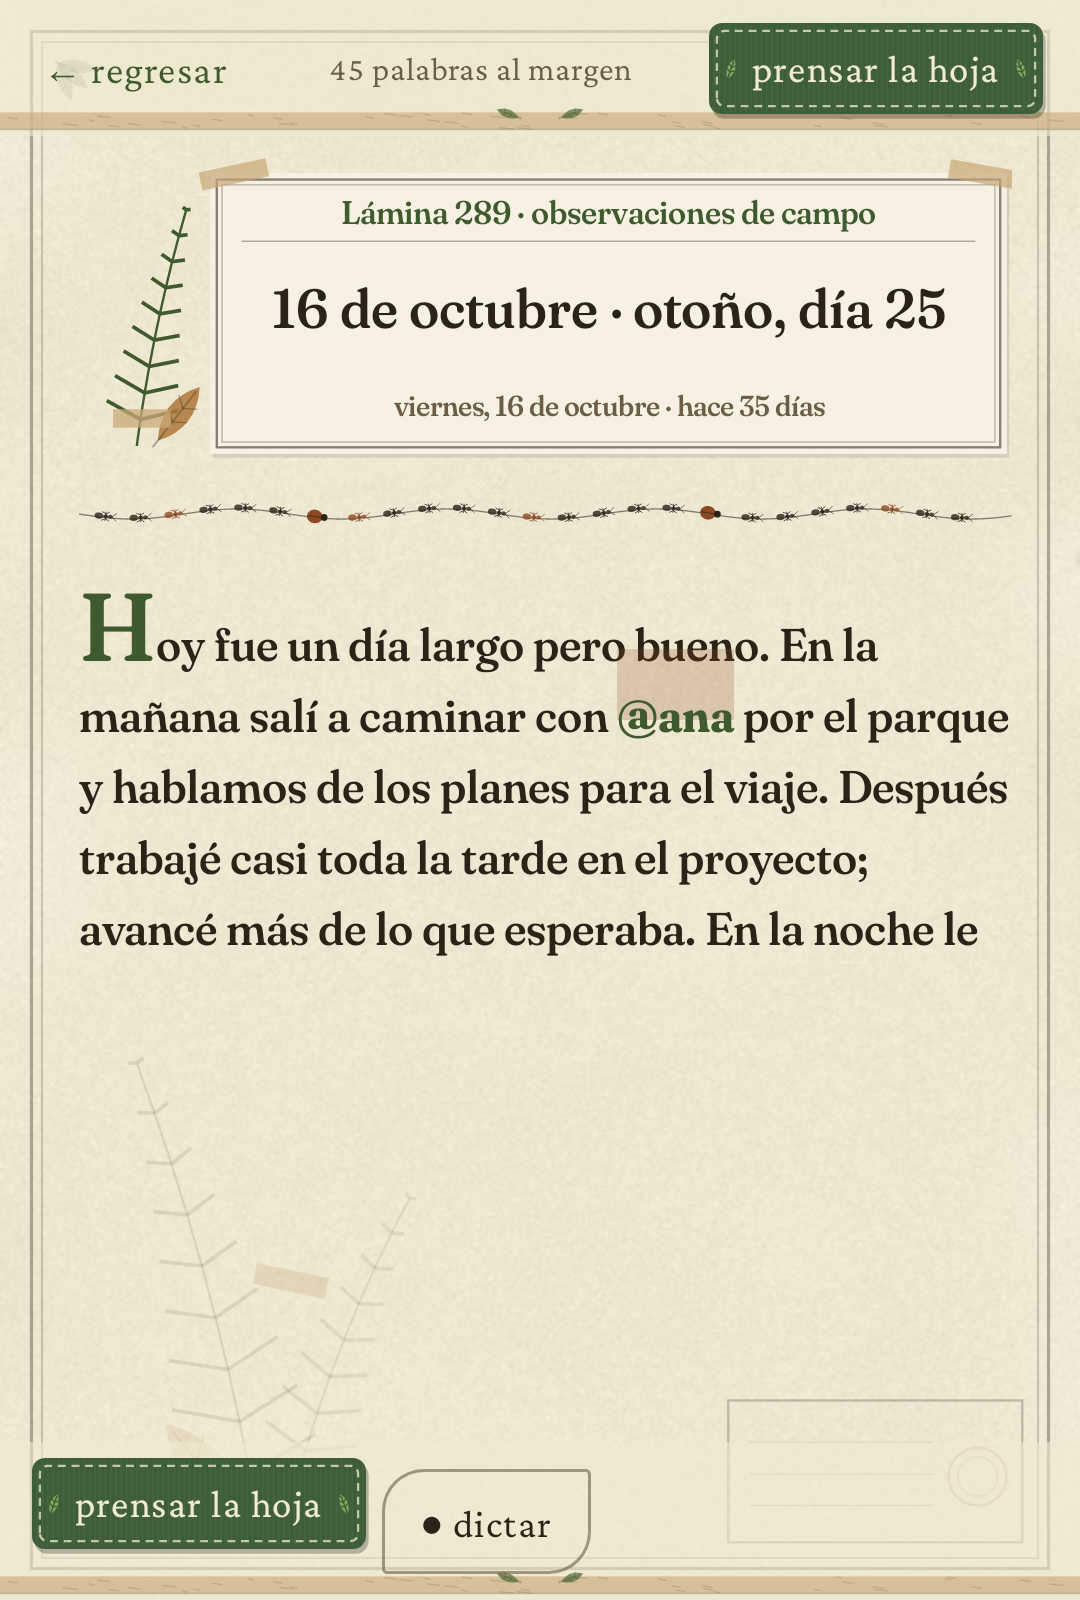 ← regresar
45 palabras al margen
prensar la hoja
Lámina 289 · observaciones de campo
16 de octubre · otoño, día 25
viernes, 16 de octubre · hace 35 días
Hoy fue un día largo pero bueno. En la
mañana salí a caminar con @ana por el parque
y hablamos de los planes para el viaje. Después
trabajé casi toda la tarde en el proyecto;
avancé más de lo que esperaba. En la noche le
prensar la hoja
● dictar